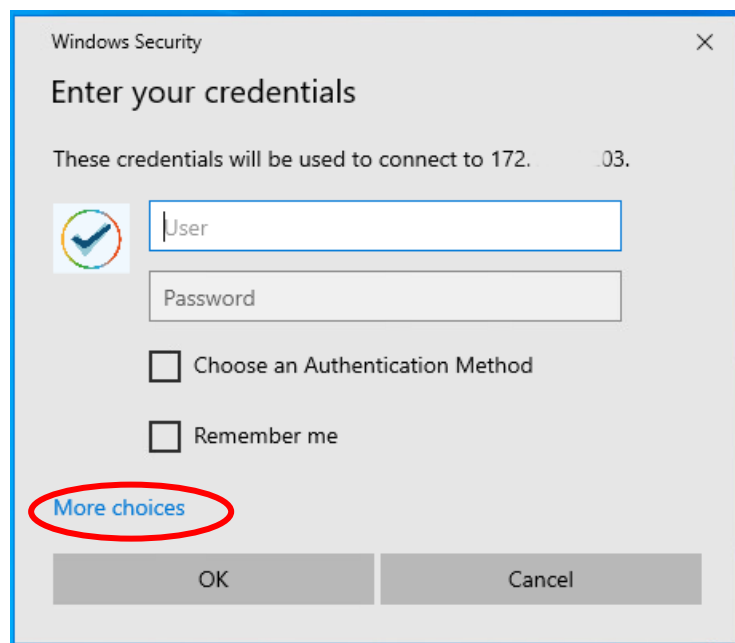 Windows Security
Enter your credentials
These credentials will be used to connect to 172. 03.
User
Password
Choose an Authentication Method
Remember me
More choices
OK
Cancel